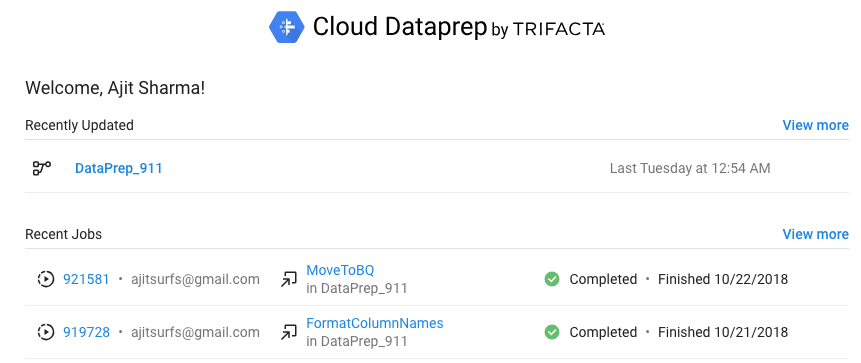 Cloud Dataprep by TRIFACTA
Welcome, Ajit Sharma!
Recently Updated View more
DataPrep_911 Last Tuesday at 12:54 AM
Recent Jobs View more
921581 • ajitsurfs@gmail.com MoveToBQ Completed • Finished 10/22/2018
in DataPrep_911
919728 • ajitsurfs@gmail.com FormatColumnNames Completed • Finished 10/21/2018
in DataPrep_911